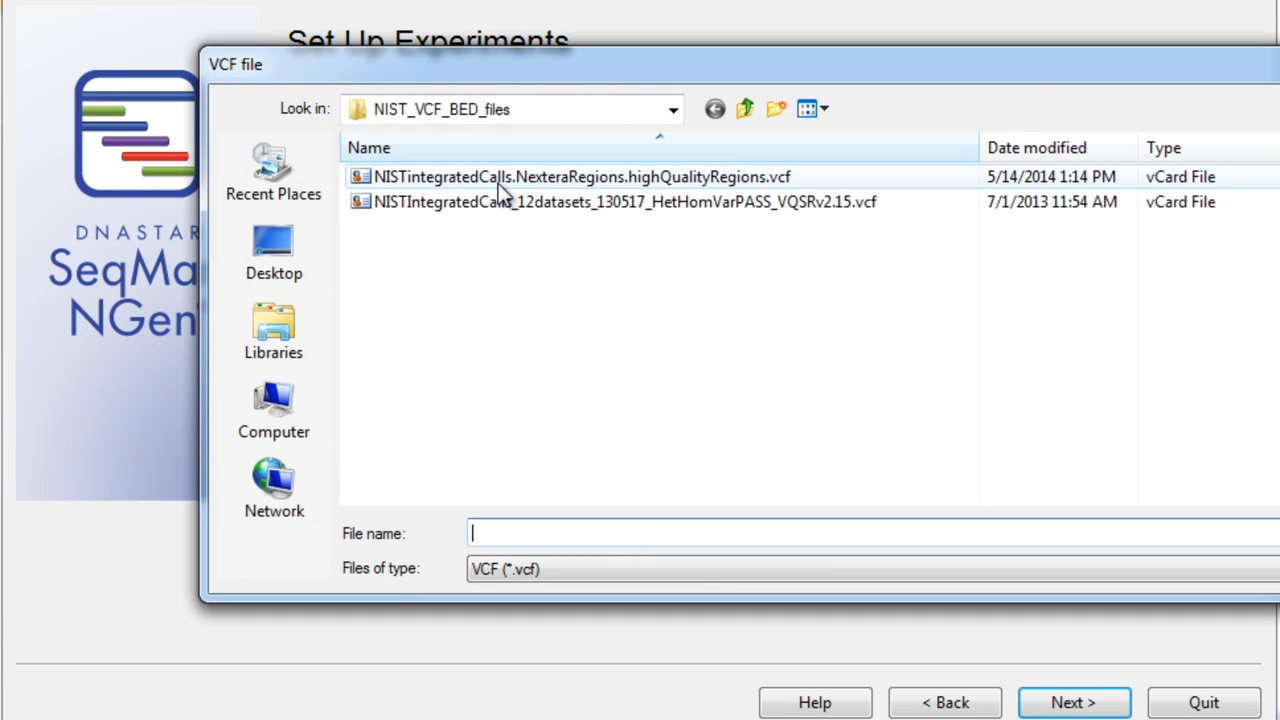 Set Up Experiments
VCF file
Look in:
NIST_VCF_BED_files
Name
Date modified
Type
NISTintegratedCalls.NexteraRegions.highQualityRegions.vcf
5/14/2014 1:14 PM
vCard File
NISTIntegratedCalls_12datasets_130517_HetHomVarPASS_VQSRv2.15.vcf
7/1/2013 11:54 AM
vCard File
Recent Places
Desktop
Libraries
Computer
Network
DNASTAR
SeqMa
NGen
File name:
Files of type:
VCF (*.vcf)
Help
< Back
Next >
Quit